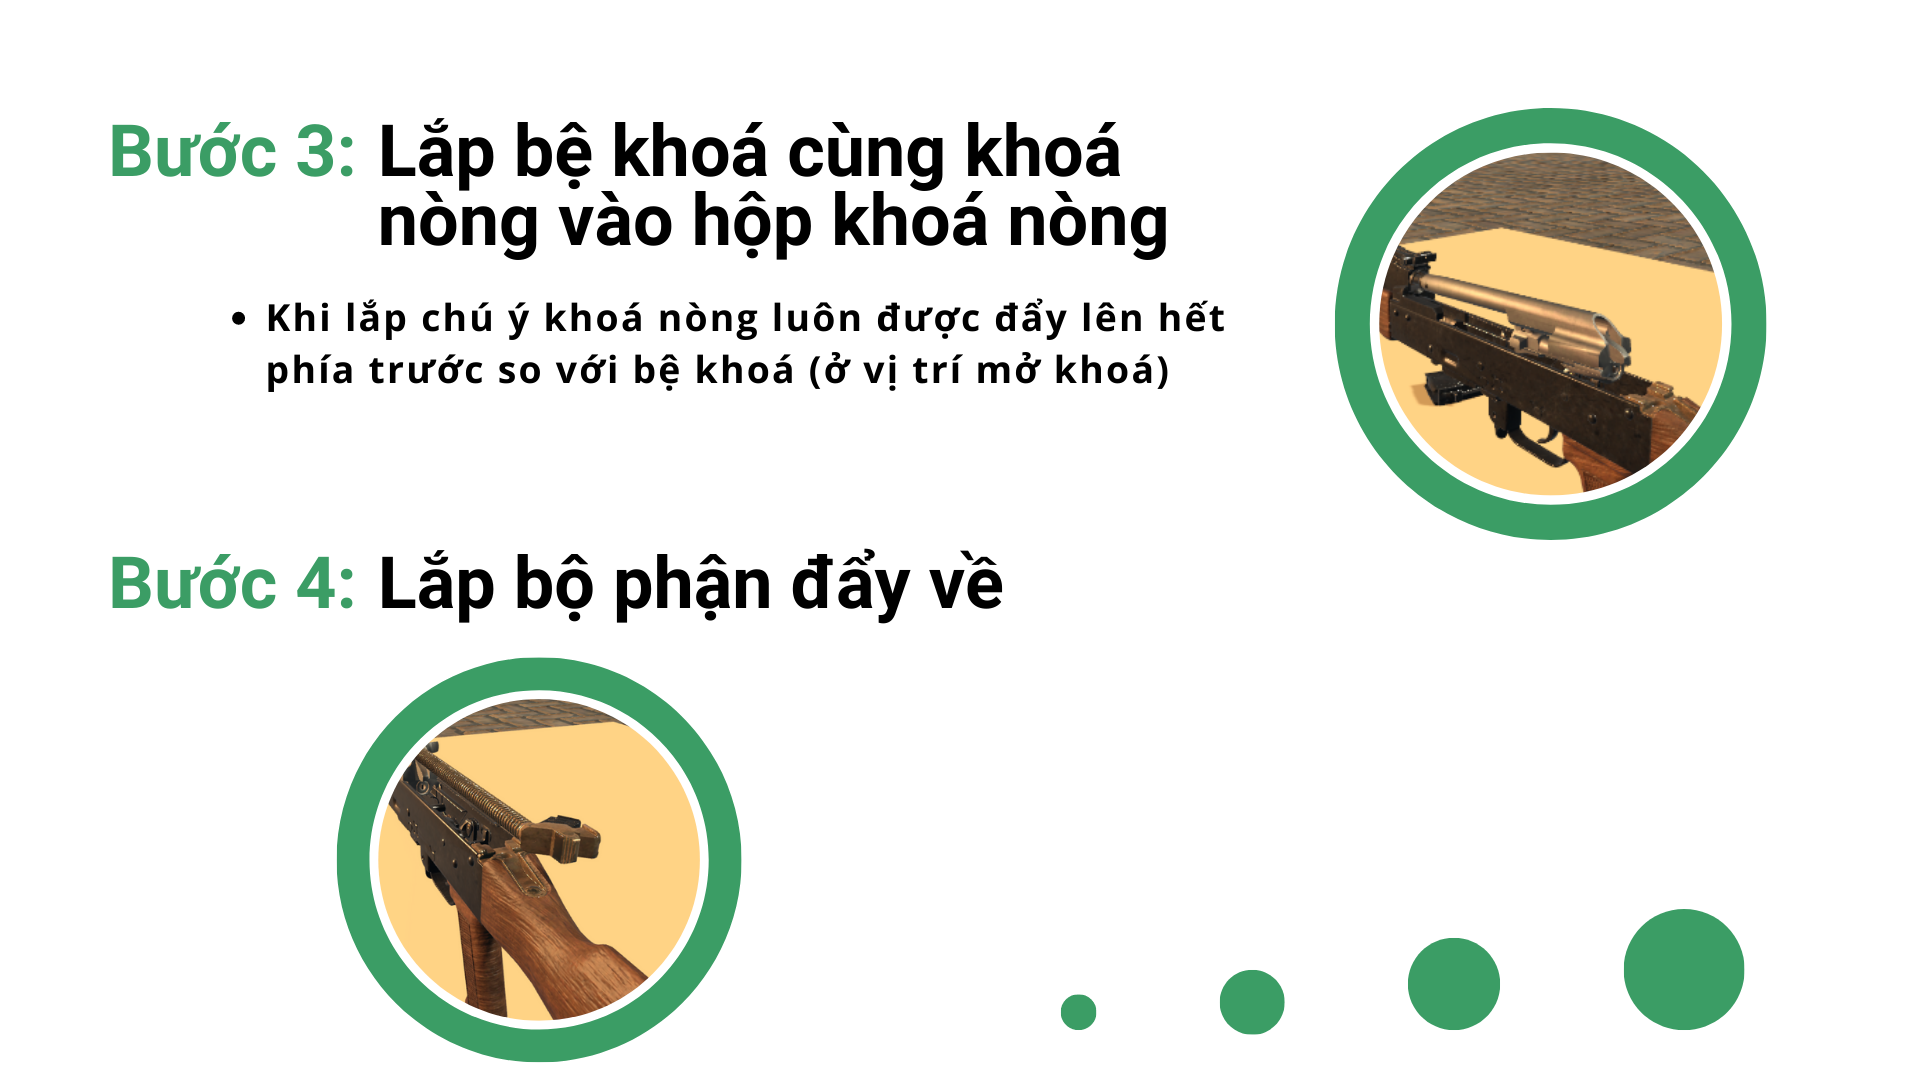 Bước 3: Lắp bệ khoá cùng khoá
nòng vào hộp khoá nòng
• Khi lắp chú ý khoá nòng luôn được đẩy lên hết
phía trước so với bệ khoá (ở vị trí mở khoá)
Bước 4: Lắp bộ phận đẩy về